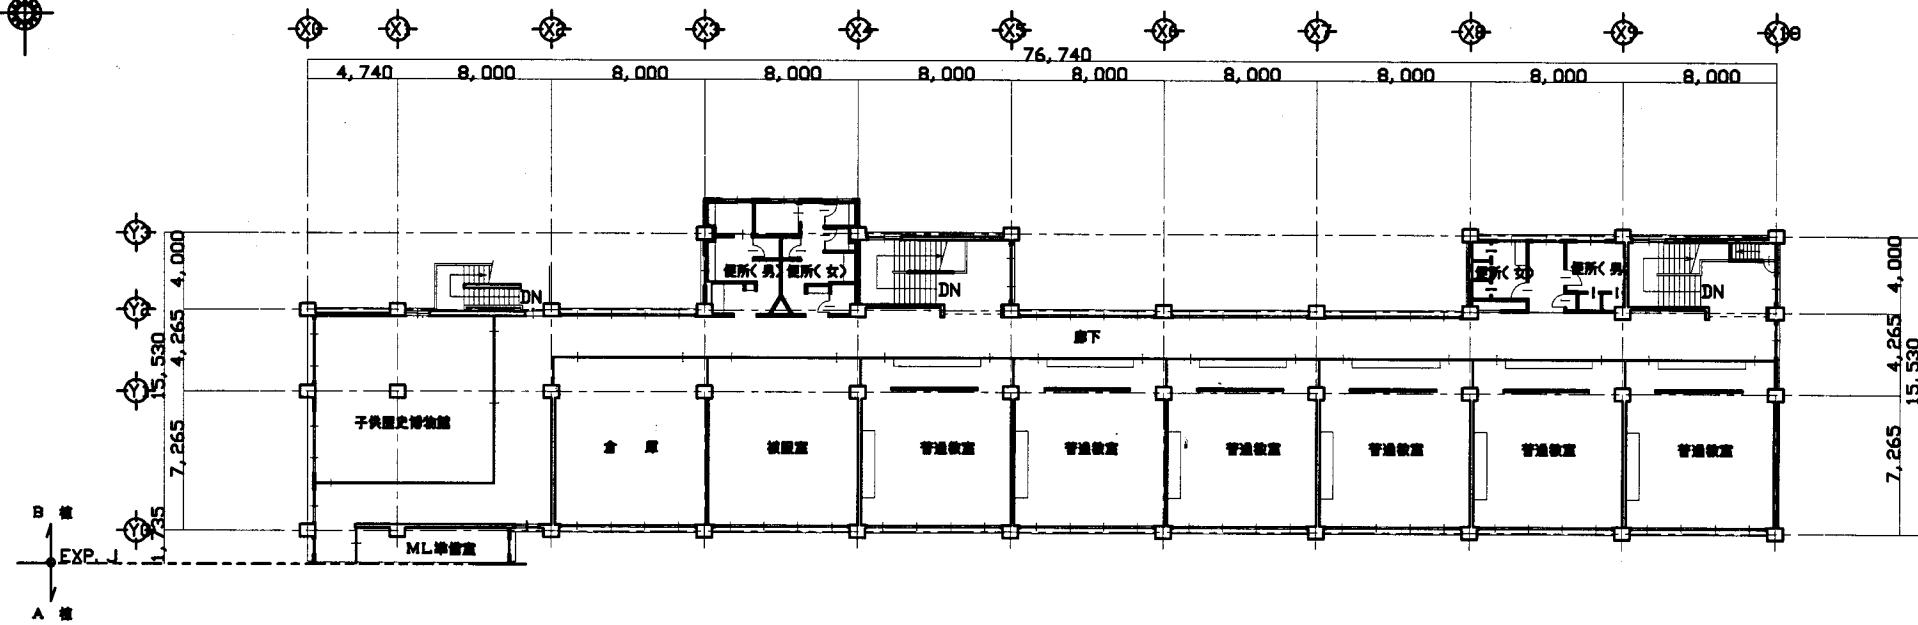 X0 X1 X2 X3 X4 X5 X6 X7 X8 X9 X10
76,740
4,740 8,000 8,000 8,000 8,000 8,000 8,000 8,000 8,000 8,000
Y3
4,000
4,000
便所(男) 便所(女)
便所(女) 便所(男
DN
DN
DN
Y2
廊下
4,265
4,265
15,530
15,530
Y1
子供歴史博物館
倉庫
普通教室
普通教室
普通教室
普通教室
普通教室
普通教室
7,265
7,265
Y0
1,735
ML準備室
B 棟
EXP.J
A 棟